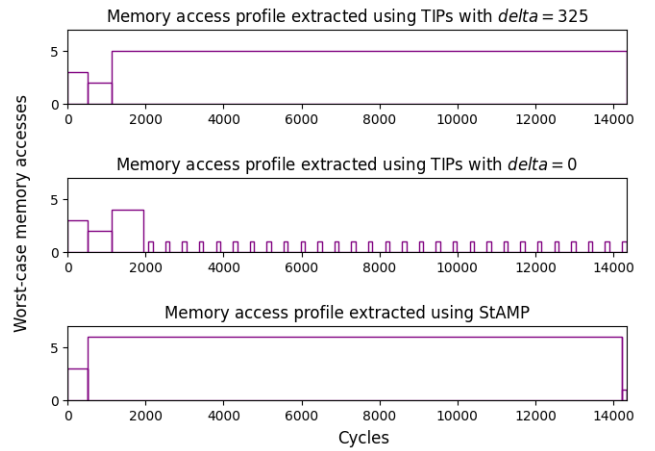 Memory access profile extracted using TIPs with delta = 325
5
0
0 2000 4000 6000 8000 10000 12000 14000
Memory access profile extracted using TIPs with delta = 0
5
0
0 2000 4000 6000 8000 10000 12000 14000
Memory access profile extracted using StAMP
5
0
0 2000 4000 6000 8000 10000 12000 14000
Cycles
Worst-case memory accesses